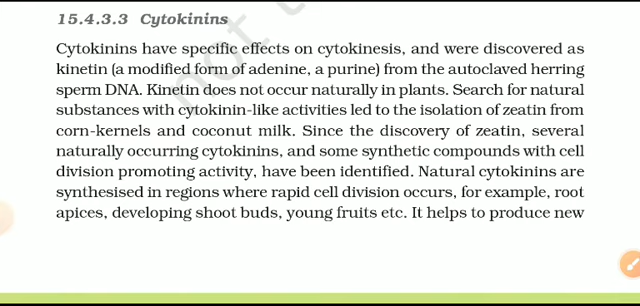 15.4.3.3 Cytokinins
Cytokinins have specific effects on cytokinesis, and were discovered as
kinetin (a modified form of adenine, a purine) from the autoclaved herring
sperm DNA. Kinetin does not occur naturally in plants. Search for natural
substances with cytokinin-like activities led to the isolation of zeatin from
corn-kernels and coconut milk. Since the discovery of zeatin, several
naturally occurring cytokinins, and some synthetic compounds with cell
division promoting activity, have been identified. Natural cytokinins are
synthesised in regions where rapid cell division occurs, for example, root
apices, developing shoot buds, young fruits etc. It helps to produce new